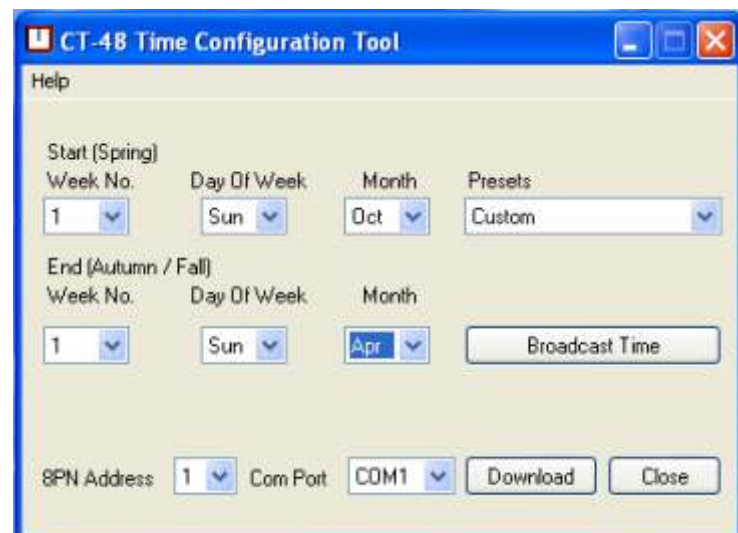 CT-48 Time Configuration Tool
Help
Start (Spring)
Week No. Day Of Week Month Presets
1 Sun Oct Custom
End (Autumn / Fall)
Week No. Day Of Week Month
1 Sun Apr Broadcast Time
8PN Address 1 Com Port COM1 Download Close